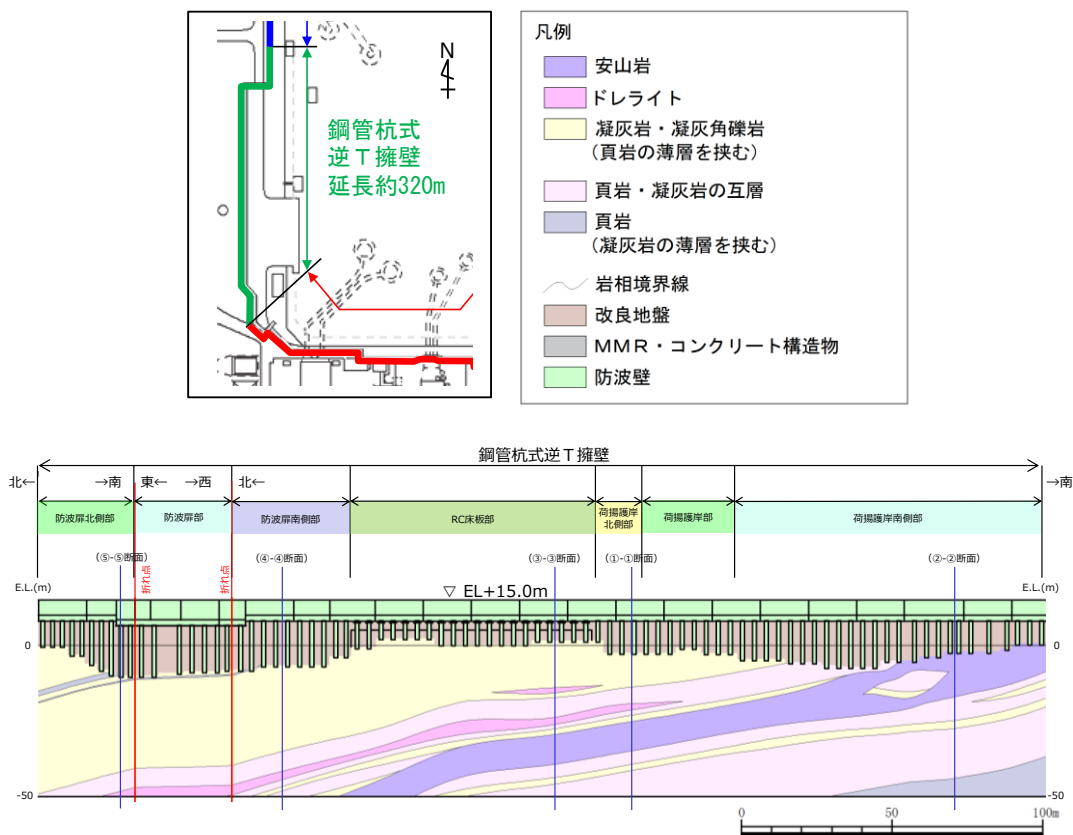 N
鋼管杭式
逆Ｔ擁壁
延長約320m
凡例
安山岩
ドレライト
凝灰岩・凝灰角礫岩
(頁岩の薄層を挟む)
頁岩・凝灰岩の互層
頁岩
(凝灰岩の薄層を挟む)
岩相境界線
改良地盤
ＭＭＲ・コンクリート構造物
防波壁
鋼管杭式逆Ｔ擁壁
北← →南 東← →西 北← →南
防波扉北側部 防波扉部 防波扉南側部 RC床板部 荷揚護岸
北側部 荷揚護岸部 荷揚護岸南側部
(⑤-⑤断面) (④-④断面) (③-③断面) (①-①断面) (②-②断面)
折れ点 折れ点
E.L.(m) ▽ EL+15.0m E.L.(m)
0 0
-50 -50
0 50 100m